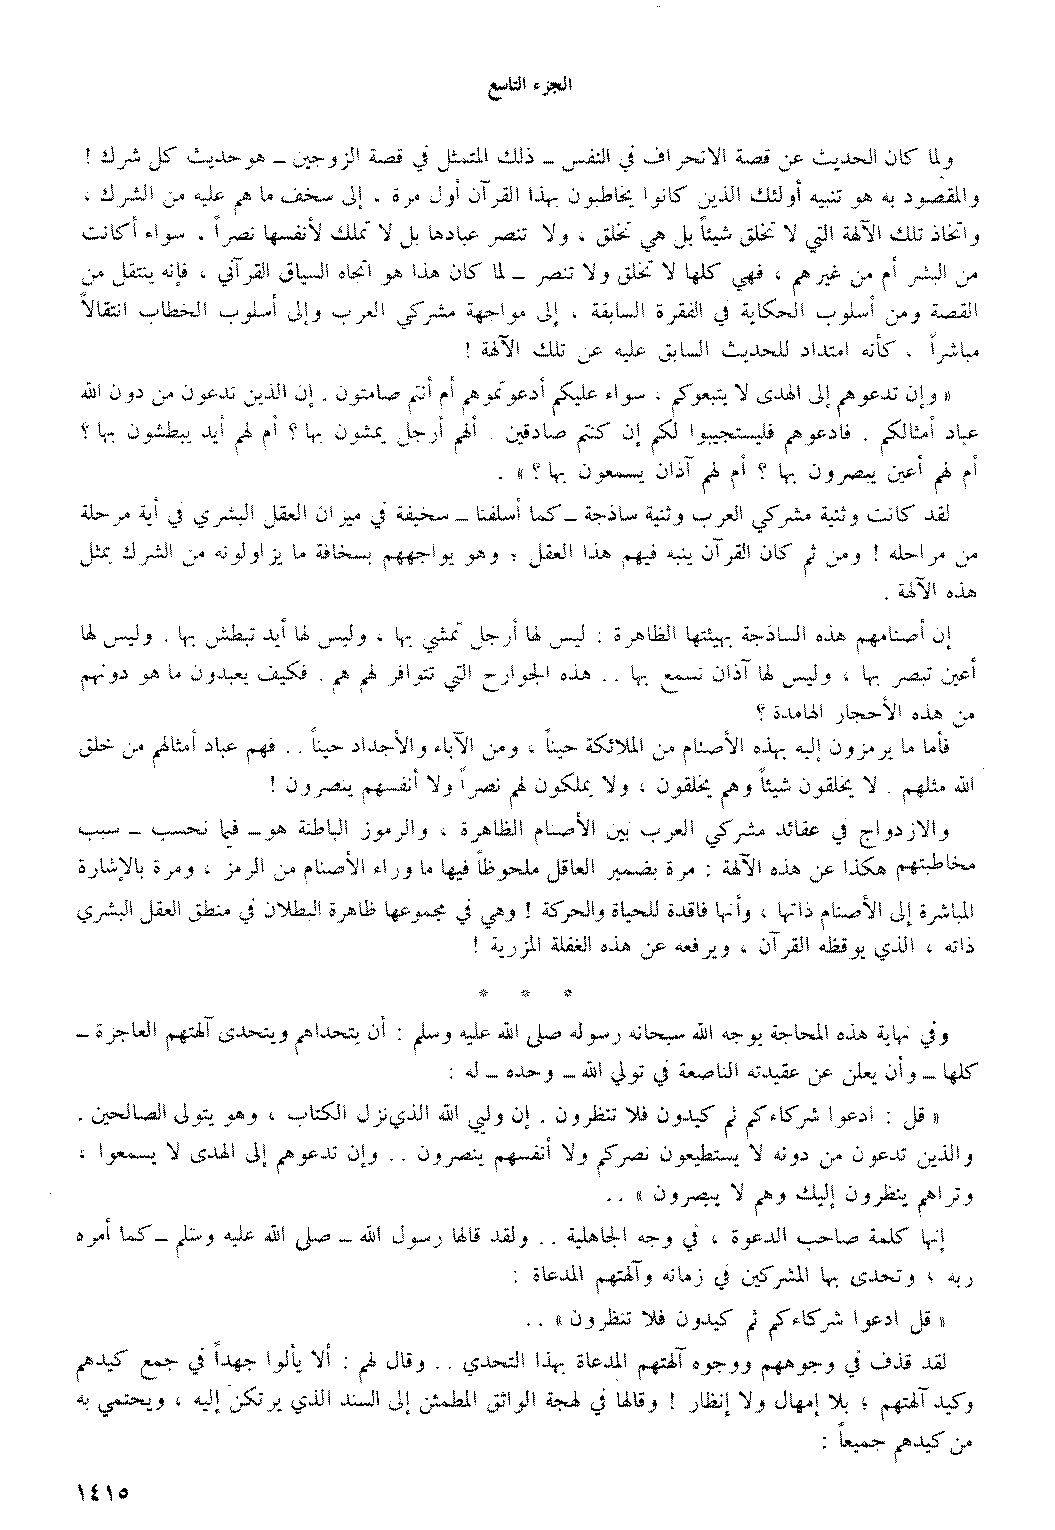 الجزء التاسع
ولما كان الحديث عن قصة الانحراف في النفس – ذلك المتمثل في قصة الزوجين – هو حديث كل شرك !
والمقصود به هو تنبيه أولئك الذين كانوا يخاطبون بهذا القرآن أول مرة ، إلى سخف ما هم عليه من الشرك ،
واتخاذ تلك الآلهة التي لا تخلق شيئاً بل هي تخلق ، ولا تنصر عبادها بل لا تملك لأنفسها نصراً ، سواء أكانت
من البشر أم من غيرهم ، فهي كلها لا تخلق ولا تنصر – لما كان هذا هو اتجاه السياق القرآني ، فإنه ينتقل من
القصة ومن أسلوب الحكاية في الفقرة السابقة ، إلى مواجهة مشركي العرب وإلى أسلوب الخطاب انتقالاً
مباشراً ، كأنه امتداد للحديث السابق عليه عن تلك الآلهة !
« وإن تدعوهم إلى الهدى لا يتبعوكم ، سواء عليكم أدعوتموهم أم أنتم صامتون . إن الذين تدعون من دون الله
عباد أمثالكم . فادعوهم فليستجيبوا لكم إن كنتم صادقين . ألهم أرجل يمشون بها ؟ أم لهم أيد يبطشون بها ؟
أم لهم أعين يبصرون بها ؟ أم لهم آذان يسمعون بها ؟ » .
لقد كانت وثنية مشركي العرب وثنية ساذجة – كما أسلفنا – سخيفة في ميزان العقل البشري في أية مرحلة
من مراحله ! ومن ثم كان القرآن ينبه فيهم هذا العقل ؛ وهو يواجههم بسخافة ما يزاولونه من الشرك بمثل
هذه الآلهة .
إن أصنامهم هذه الساذجة بهيئتها الظاهرة : ليس لها أرجل تمشي بها ، وليس لها أيد تبطش بها . وليس لها
أعين تبصر بها ، وليس لها آذان تسمع بها .. هذه الجوارح التي تتوافر لهم هم . فكيف يعبدون ما هو دونهم
من هذه الأحجار الهامدة ؟
فأما ما يرمزون إليه بهذه الأصنام من الملائكة حيناً ، ومن الآباء والأجداد حيناً .. فهم عباد أمثالهم من خلق
الله مثلهم . لا يخلقون شيئاً وهم يخلقون ، ولا يملكون لهم نصراً ولا أنفسهم ينصرون !
والازدواج في عقائد مشركي العرب بين الأصنام الظاهرة ، والرموز الباطنة هو – فيما نحسب – سبب
مخاطبتهم هكذا عن هذه الآلهة : مرة بضمير العاقل ملحوظاً فيها ما وراء الأصنام من الرمز ، ومرة بالإشارة
المباشرة إلى الأصنام ذاتها ، وأنها فاقدة للحياة والحركة ! وهي في مجموعها ظاهرة البطلان في منطق العقل البشري
ذاته ، الذي يوقظه القرآن ، ويرفعه عن هذه الغفلة المزرية !
* * *
وفي نهاية هذه المحاجة يوجه الله سبحانه رسوله صلى الله عليه وسلم : أن يتحداهم ويتحدى آلهتهم العاجزة –
كلها – وأن يعلن عن عقيدته الناصعة في تولي الله – وحده – له :
« قل : ادعوا شركاءكم ثم كيدون فلا تنظرون . إن وليي الله الذي نزل الكتاب ، وهو يتولى الصالحين .
والذين تدعون من دونه لا يستطيعون نصركم ولا أنفسهم ينصرون .. وإن تدعوهم إلى الهدى لا يسمعوا ،
وتراهم ينظرون إليك وهم لا يبصرون » ..
إنها كلمة صاحب الدعوة ، في وجه الجاهلية .. ولقد قالها رسول الله – صلى الله عليه وسلم – كما أمره
ربه ؛ وتحدى بها المشركين في زمانه وآلهتهم المدعاة :
« قل ادعوا شركاءكم ثم كيدون فلا تنظرون » ..
لقد قذف في وجوههم ووجوه آلهتهم المدعاة بهذا التحدي .. وقال لهم : ألا يألوا جهداً في جمع كيدهم
وكيد آلهتهم ؛ بلا إمهال ولا إنظار ! وقالها في لهجة الواثق المطمئن إلى السند الذي يرتكن إليه ، ويحتمي به
من كيدهم جميعاً :
١٤١٥